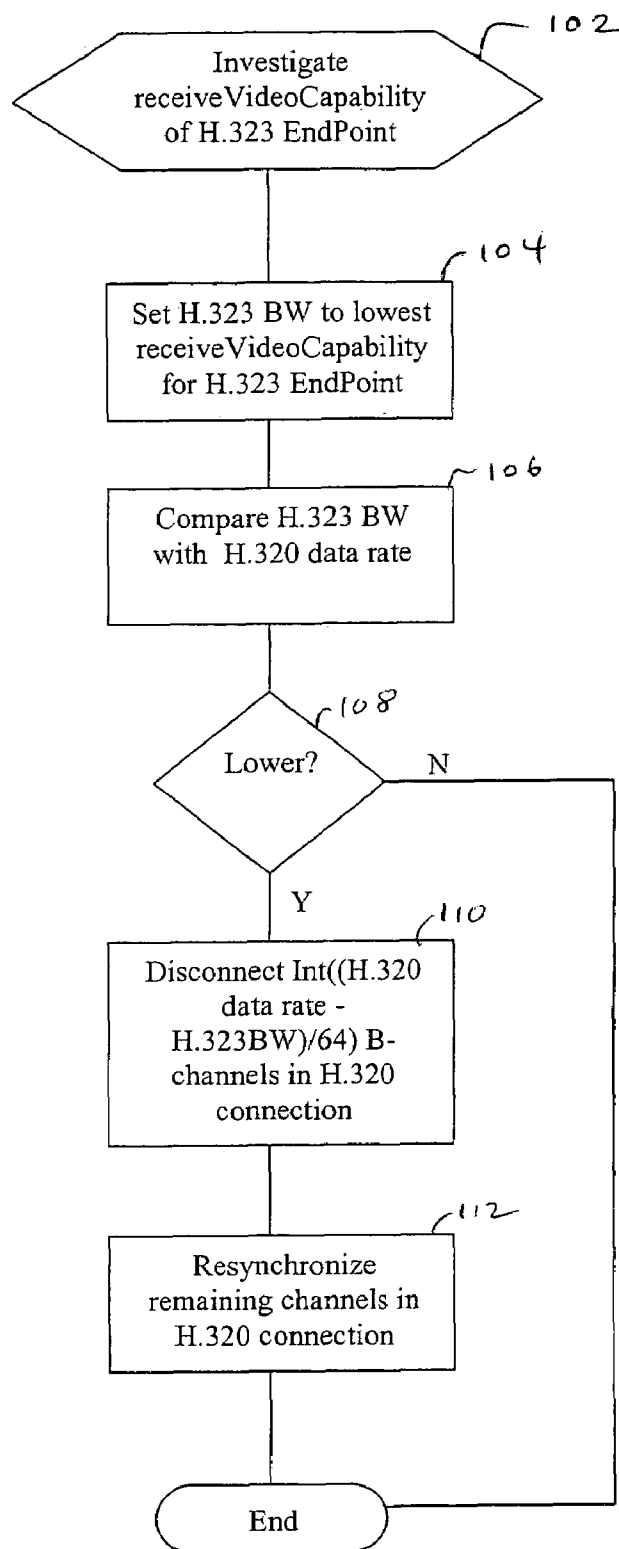 102
Investigate
receiveVideoCapability
of H.323 EndPoint
104
Set H.323 BW to lowest
receiveVideoCapability
for H.323 EndPoint
106
Compare H.323 BW
with H.320 data rate
108
Lower?
N
Y
110
Disconnect Int((H.320
data rate -
H.323BW)/64) B-
channels in H.320
connection
112
Resynchronize
remaining channels in
H.320 connection
End